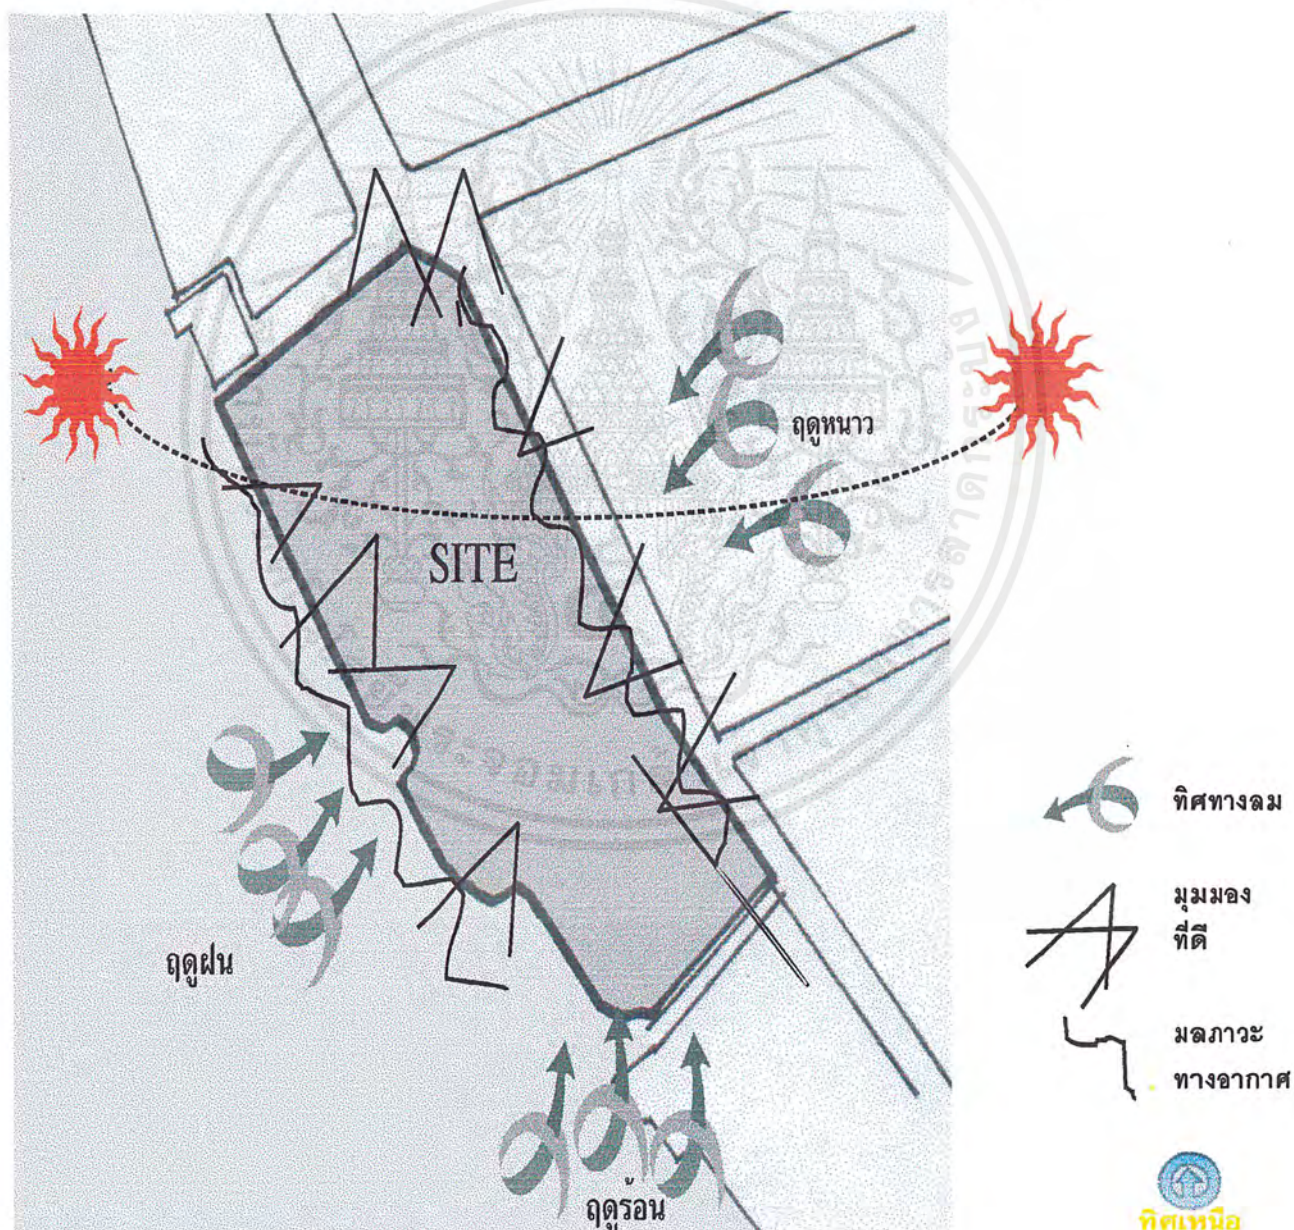 ฤดูหนาว
SITE
ทิศทางลม
มุมมอง
ที่ดี
ฤดูฝน
มลภาวะ
ทางอากาศ
ฤดูร้อน
ทิศเหนือ